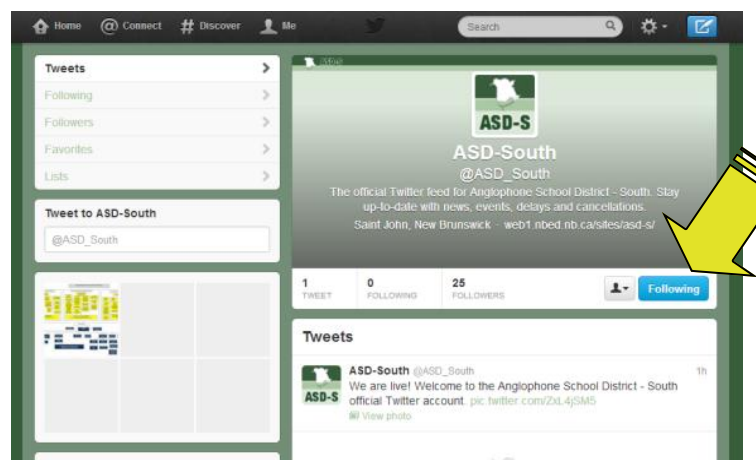 Home @ Connect # Discover Me Search
Tweets
Following
Followers
Favorites
Lists
Tweet to ASD-South
@ASD_South
ASD-S
ASD-South
@ASD_South
The official Twitter feed for Anglophone School District - South. Stay
up-to-date with news, events, delays and cancellations.
Saint John, New Brunswick - web1.nbed.nb.ca/sites/asd-s/
1 TWEET
0 FOLLOWING
25 FOLLOWERS
Following
Tweets
ASD-S
ASD-South @ASD_South 1h
We are live! Welcome to the Anglophone School District - South
official Twitter account. pic.twitter.com/ZxL4jSM5
View photo